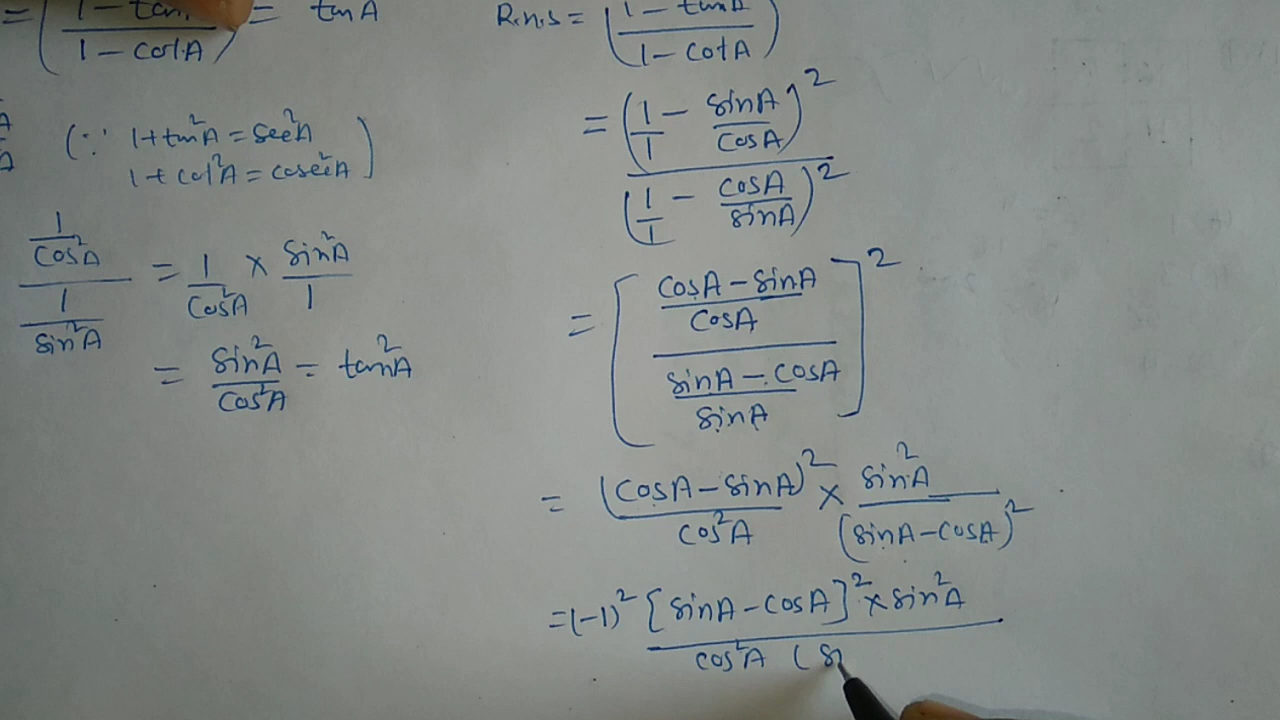 = (1 - tan / 1 - cotA) = tanA
(∵ 1+tan²A = sec²A
1+cot²A = cosec²A)
1/cos²A / 1/sin²A = 1/cos²A × sin²A/1
= sin²A/cos²A = tan²A
R.H.S = (1 - tanA / 1 - cotA)
= (1/1 - sinA/cosA)² / (1/1 - cosA/sinA)²
= [cosA - sinA/cosA / sinA - cosA/sinA]²
= (cosA - sinA)²/cos²A × sin²A/(sinA - cosA)²
= (-1)² [sinA - cosA]² × sin²A / cos²A (s